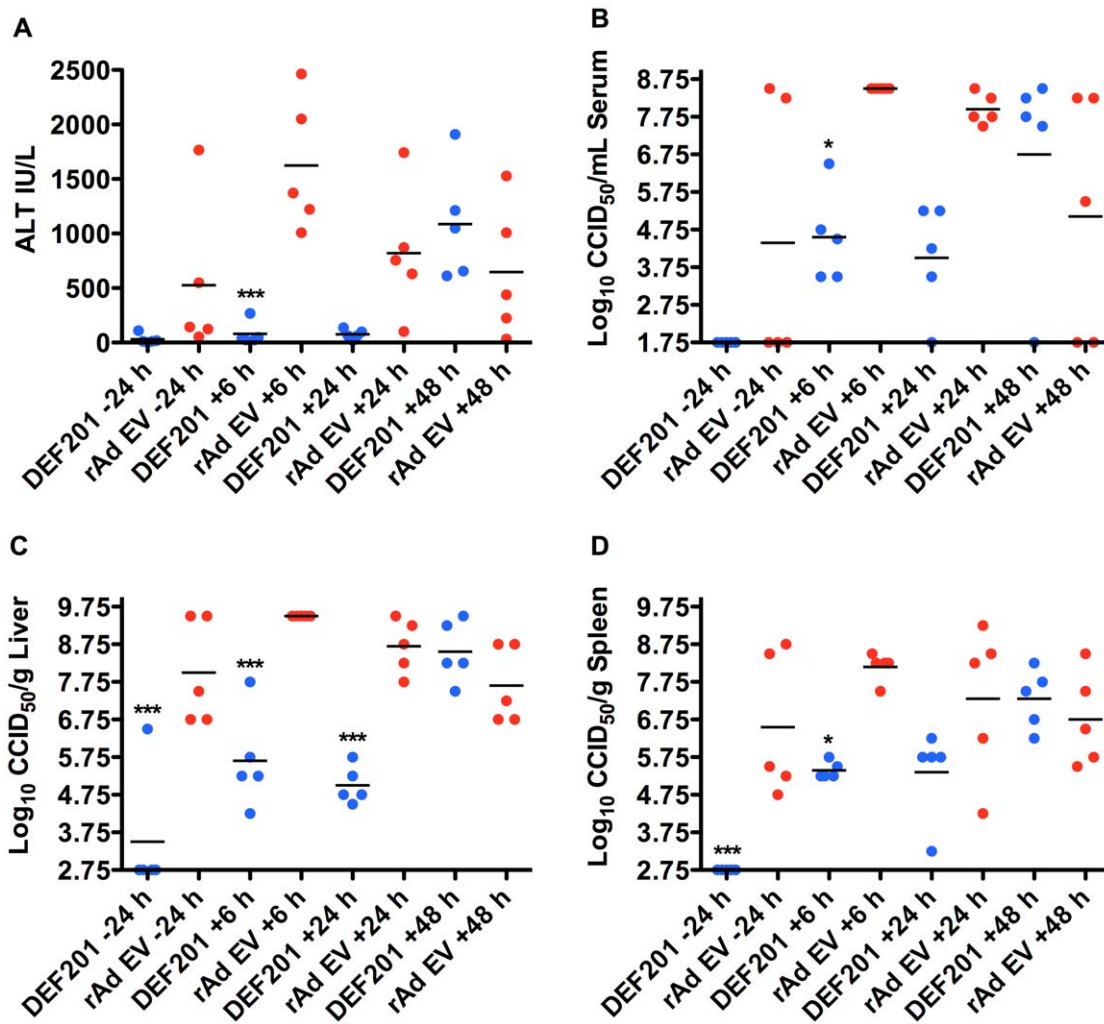 A
ALT IU/L
2500
2000
1500
1000
500
0
***
DEF201 -24 h
rAd EV -24 h
DEF201 +6 h
rAd EV +6 h
DEF201 +24 h
rAd EV +24 h
DEF201 +48 h
rAd EV +48 h
B
Log10 CCID50/mL Serum
8.75
7.75
6.75
5.75
4.75
3.75
2.75
1.75
*
DEF201 -24 h
rAd EV -24 h
DEF201 +6 h
rAd EV +6 h
DEF201 +24 h
rAd EV +24 h
DEF201 +48 h
rAd EV +48 h
C
Log10 CCID50/g Liver
9.75
8.75
7.75
6.75
5.75
4.75
3.75
2.75
***
***
***
DEF201 -24 h
rAd EV -24 h
DEF201 +6 h
rAd EV +6 h
DEF201 +24 h
rAd EV +24 h
DEF201 +48 h
rAd EV +48 h
D
Log10 CCID50/g Spleen
9.75
8.75
7.75
6.75
5.75
4.75
3.75
2.75
***
*
DEF201 -24 h
rAd EV -24 h
DEF201 +6 h
rAd EV +6 h
DEF201 +24 h
rAd EV +24 h
DEF201 +48 h
rAd EV +48 h